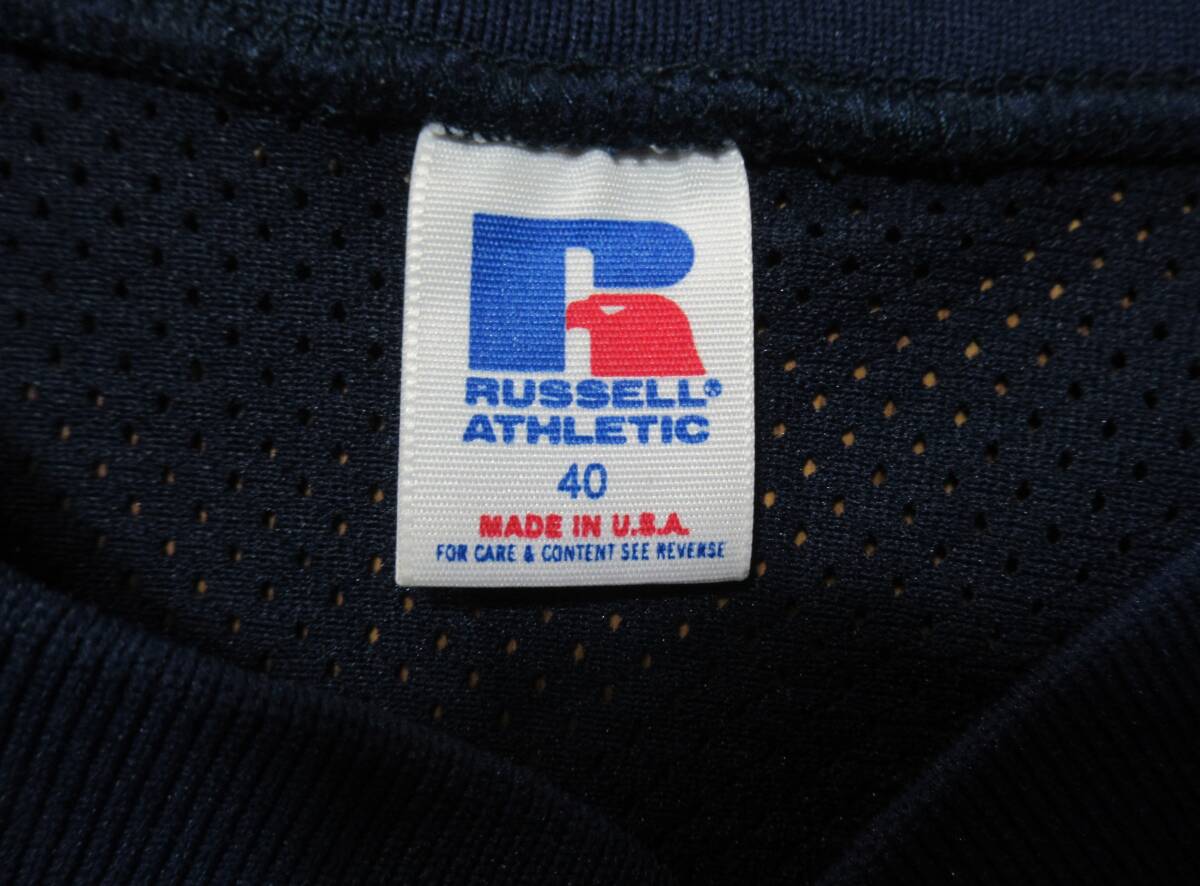 R
RUSSELL®
ATHLETIC
40
MADE IN U.S.A.
FOR CARE & CONTENT SEE REVERSE